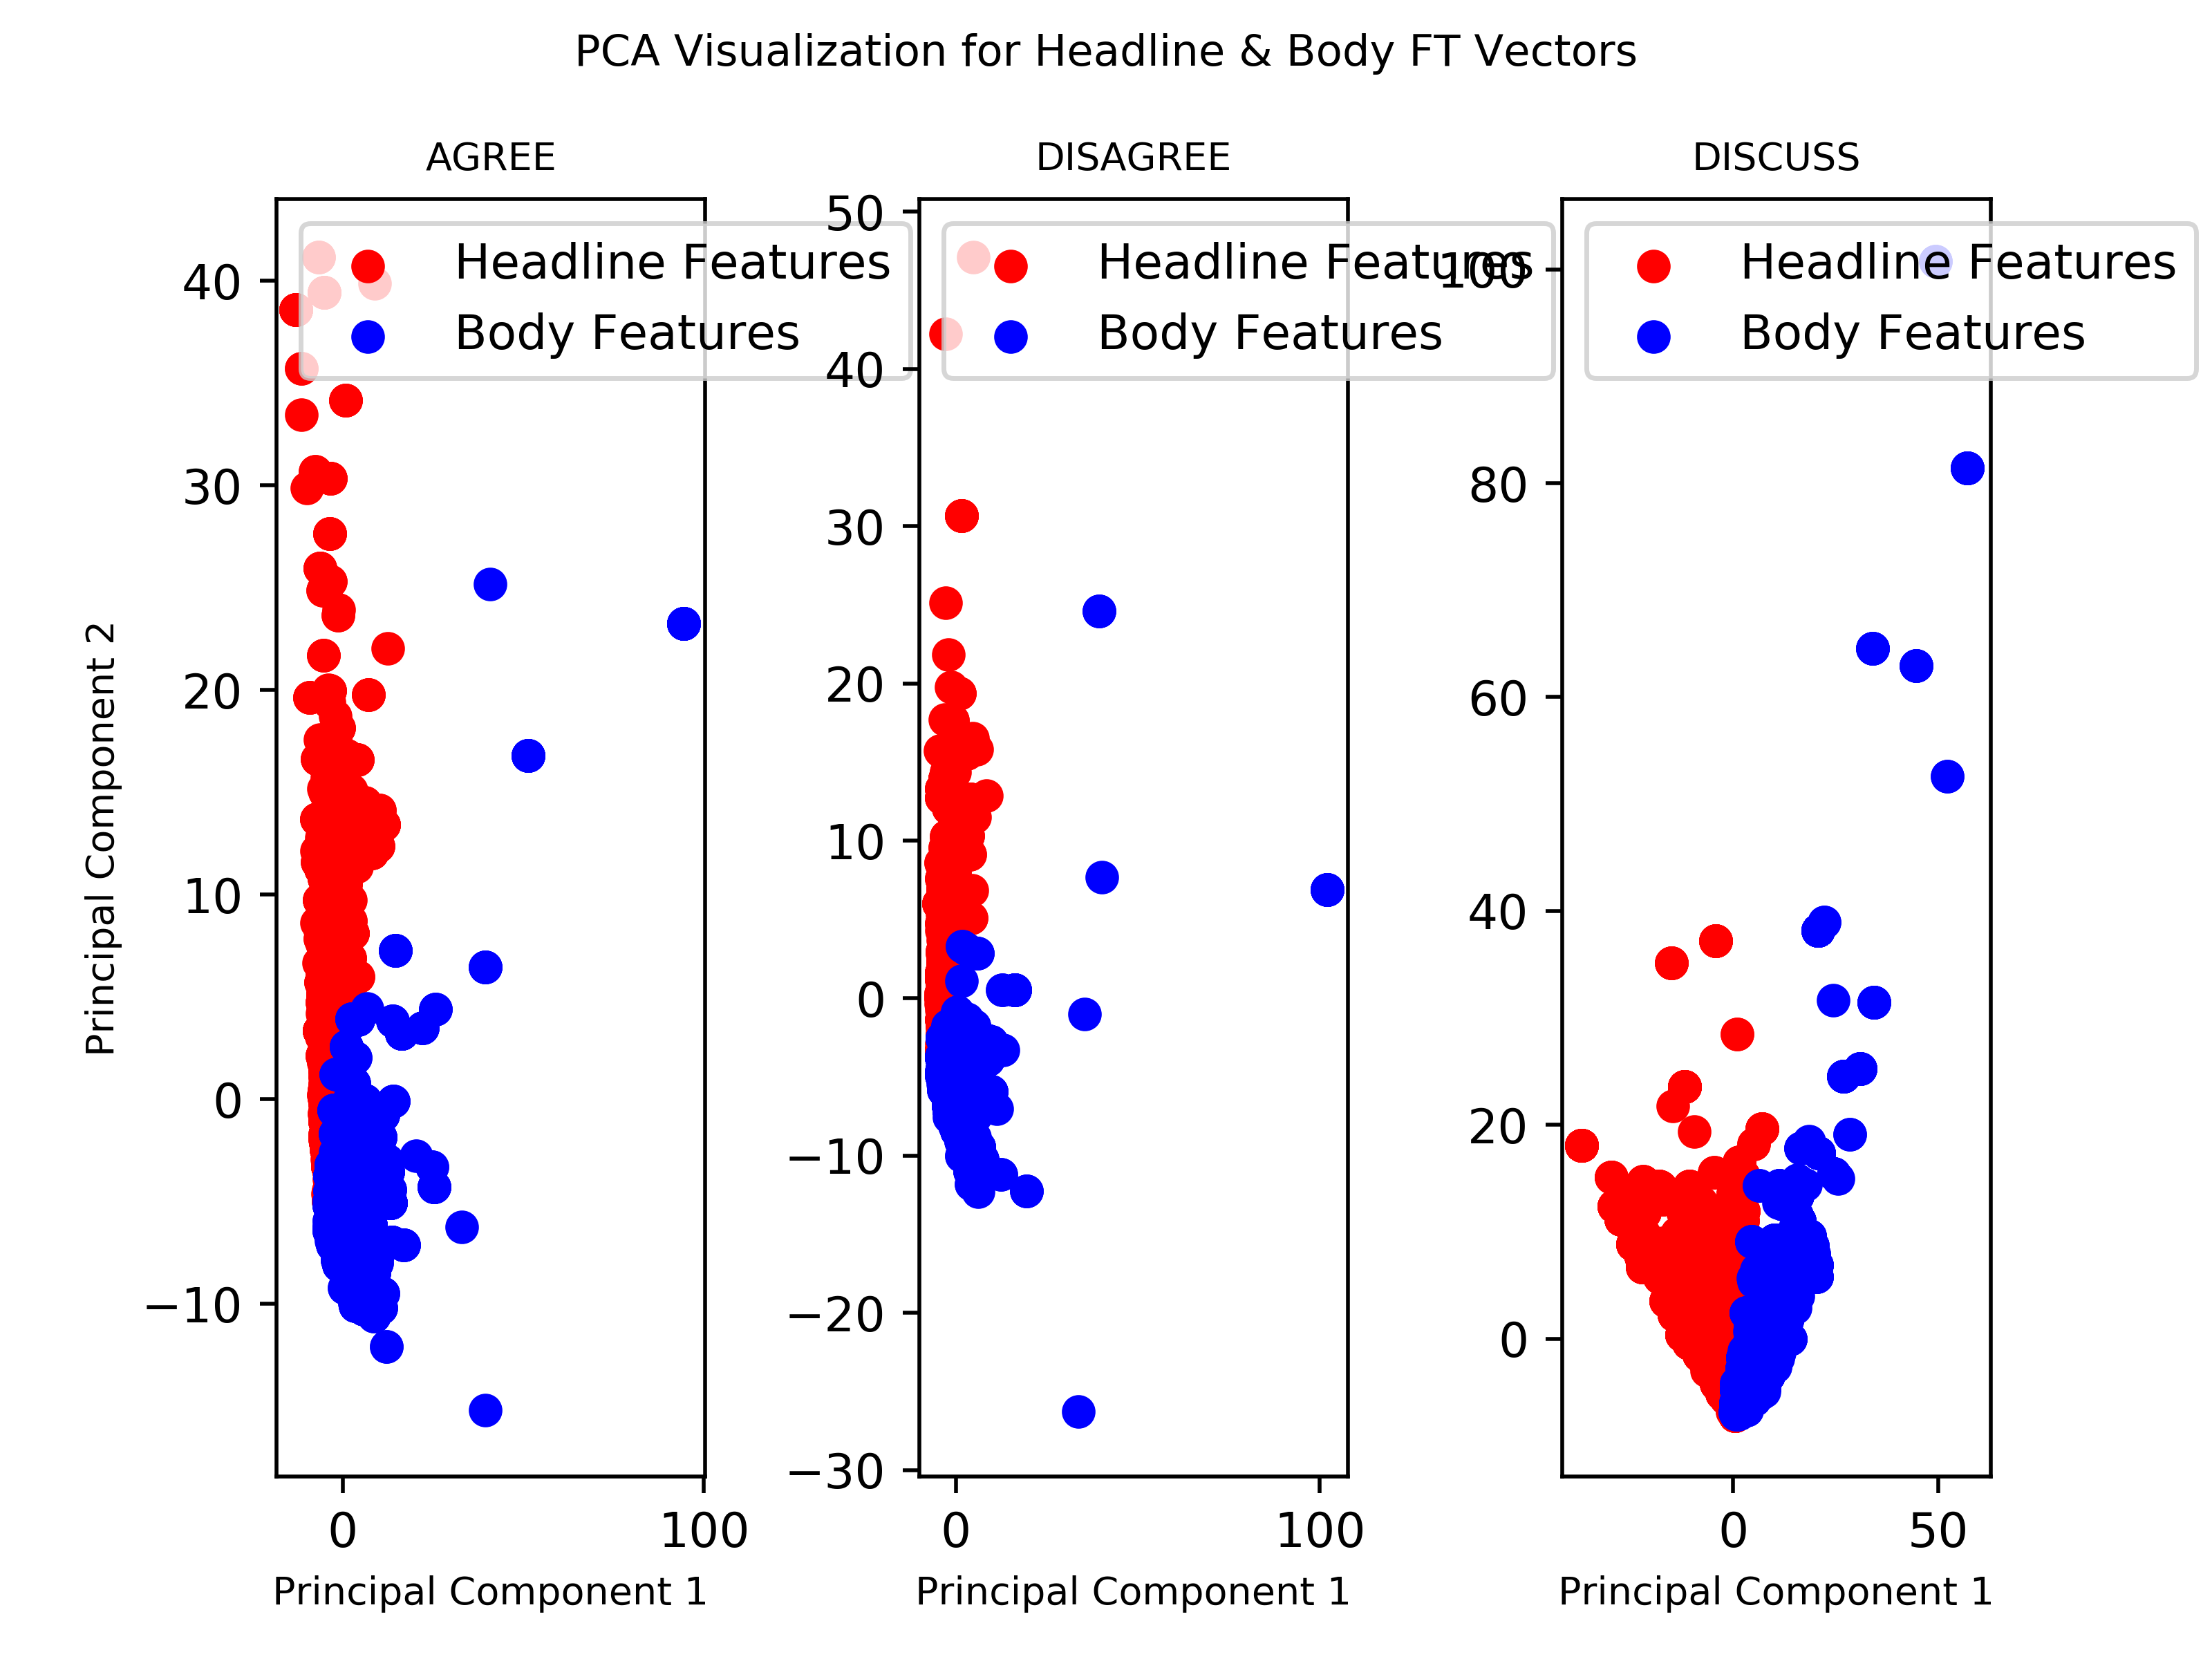 PCA Visualization for Headline & Body FT Vectors
AGREE
DISAGREE
DISCUSS
Headline Features
Body Features
Headline Features
Body Features
Headline Features
Body Features
Principal Component 2
40
30
20
10
0
−10
50
40
30
20
10
0
−10
−20
−30
100
80
60
40
20
0
0
100
0
100
0
50
Principal Component 1
Principal Component 1
Principal Component 1